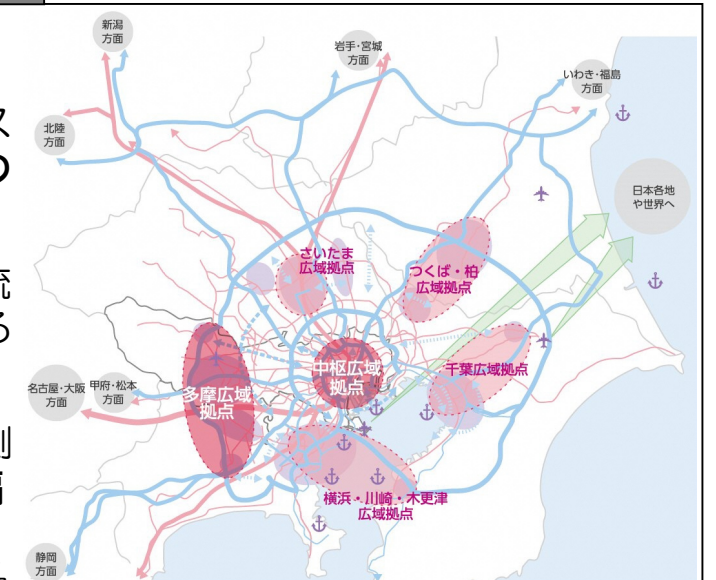 新潟
方面
岩手・宮城
方面
いわき・福島
方面
北陸
方面
日本各地
や世界へ
さいたま
広域拠点
つくば・柏
広域拠点
中枢広域
拠点
千葉広域拠点
名古屋・大阪
方面
甲府・松本
方面
多摩広域
拠点
横浜・川崎・木更津
広域拠点
静岡
方面
ス
の
流
る